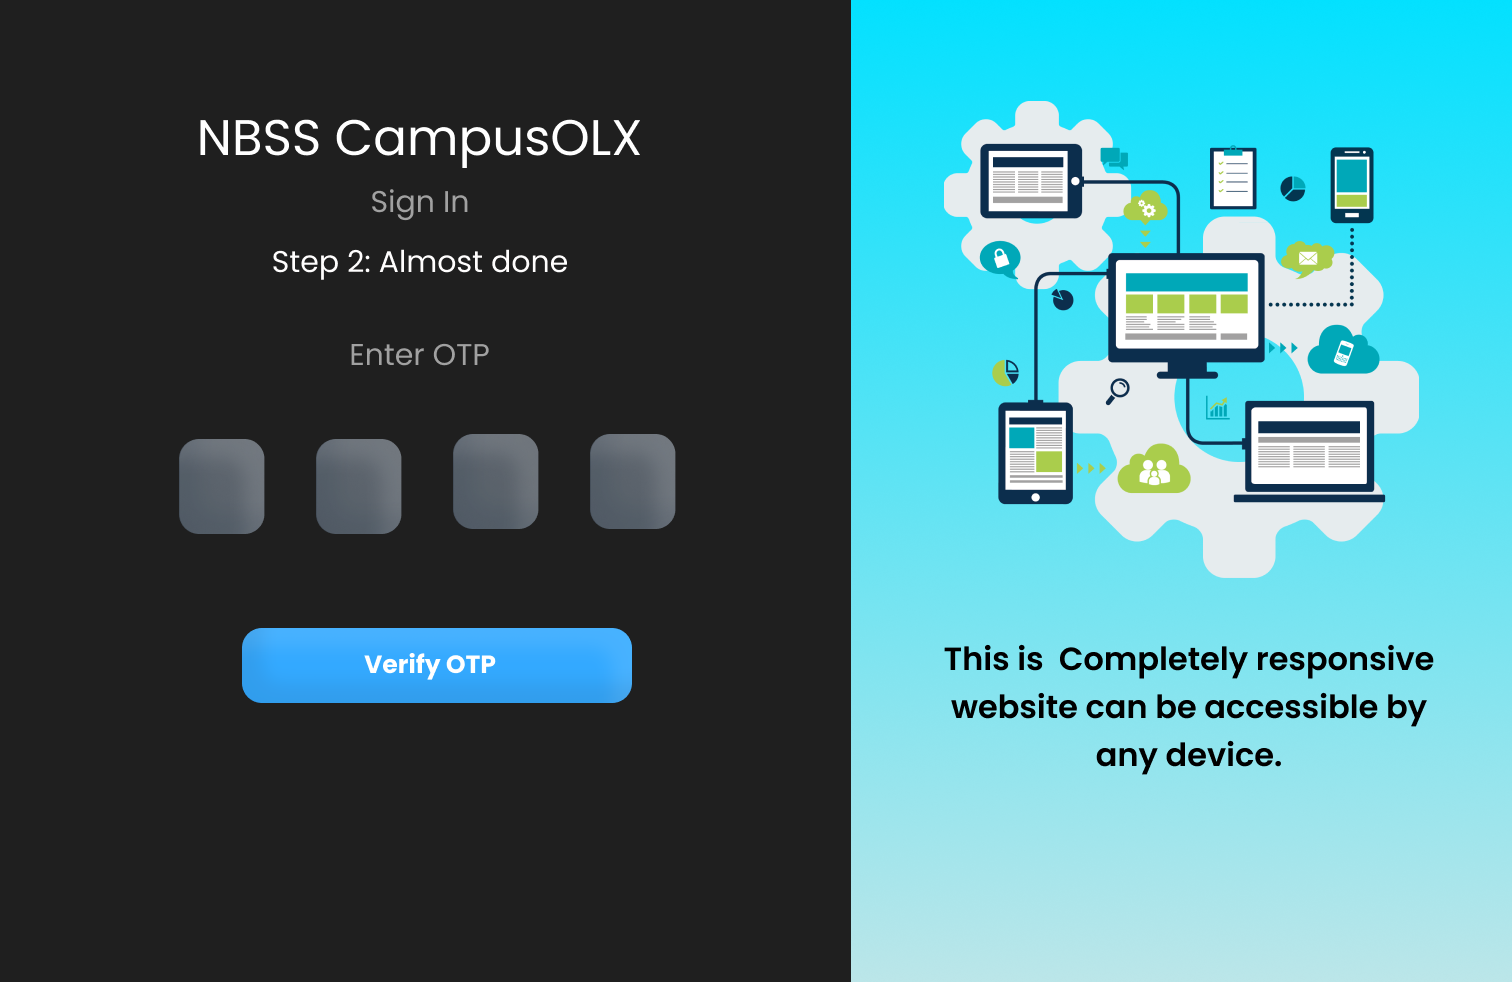 NBSS CampusOLX
Sign In
Step 2: Almost done
Enter OTP
Verify OTP
This is  Completely responsive
website can be accessible by
any device.